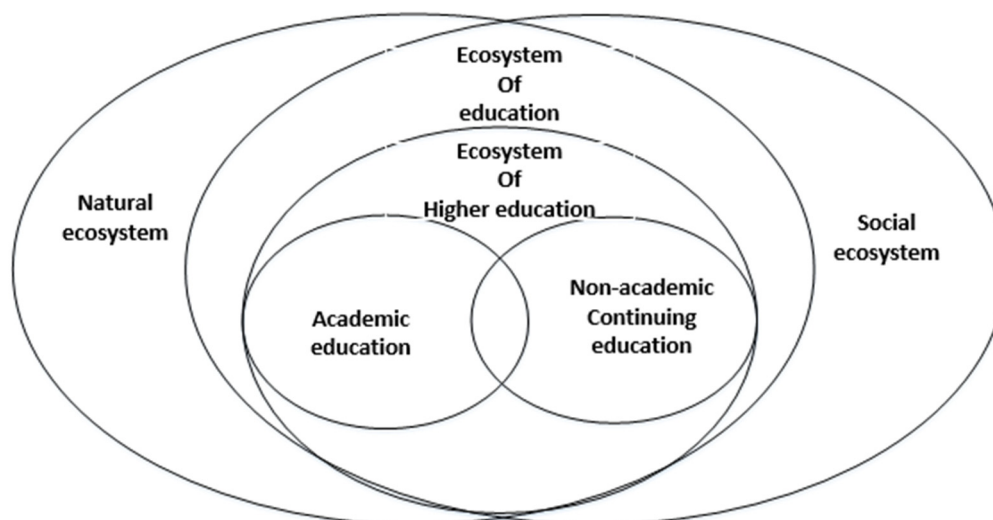 Ecosystem
Of
education
Ecosystem
Of
Higher education
Natural
ecosystem
Social
ecosystem
Academic
education
Non-academic
Continuing
education